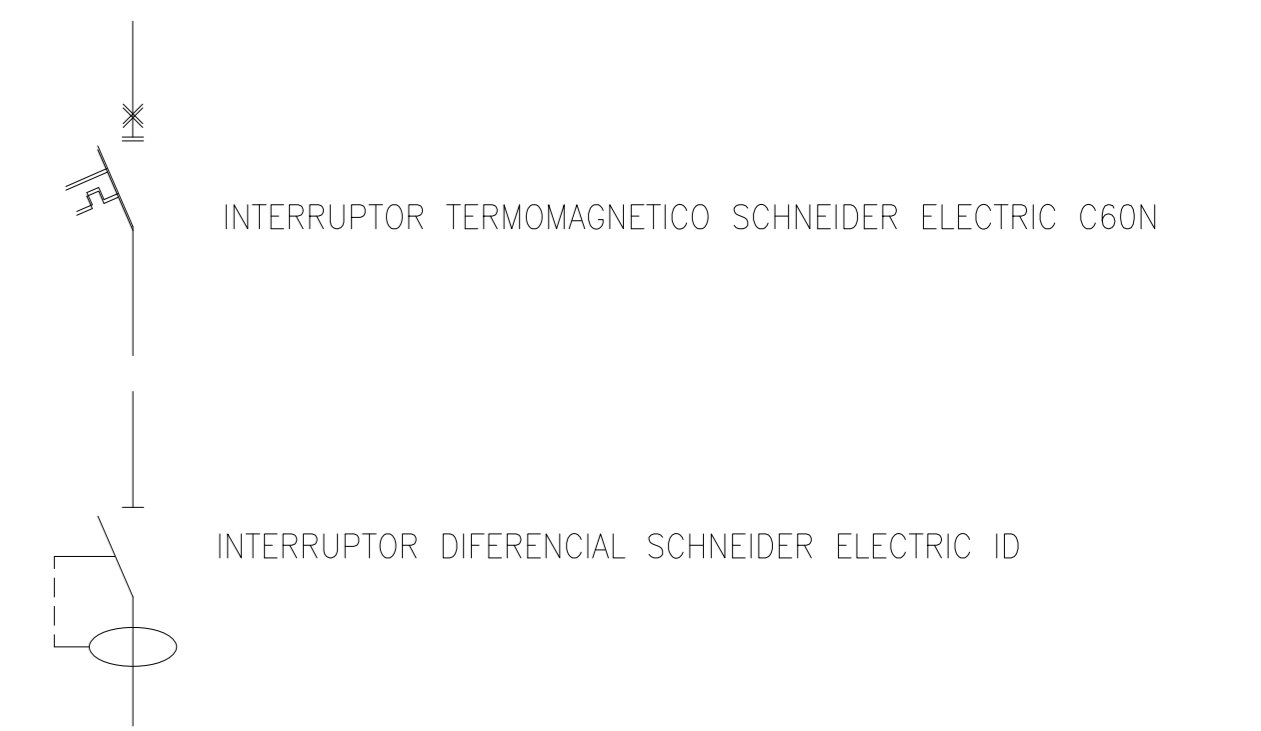 INTERRUPTOR TERMOMAGNETICO SCHNEIDER ELECTRIC C60N
INTERRUPTOR DIFERENCIAL SCHNEIDER ELECTRIC ID